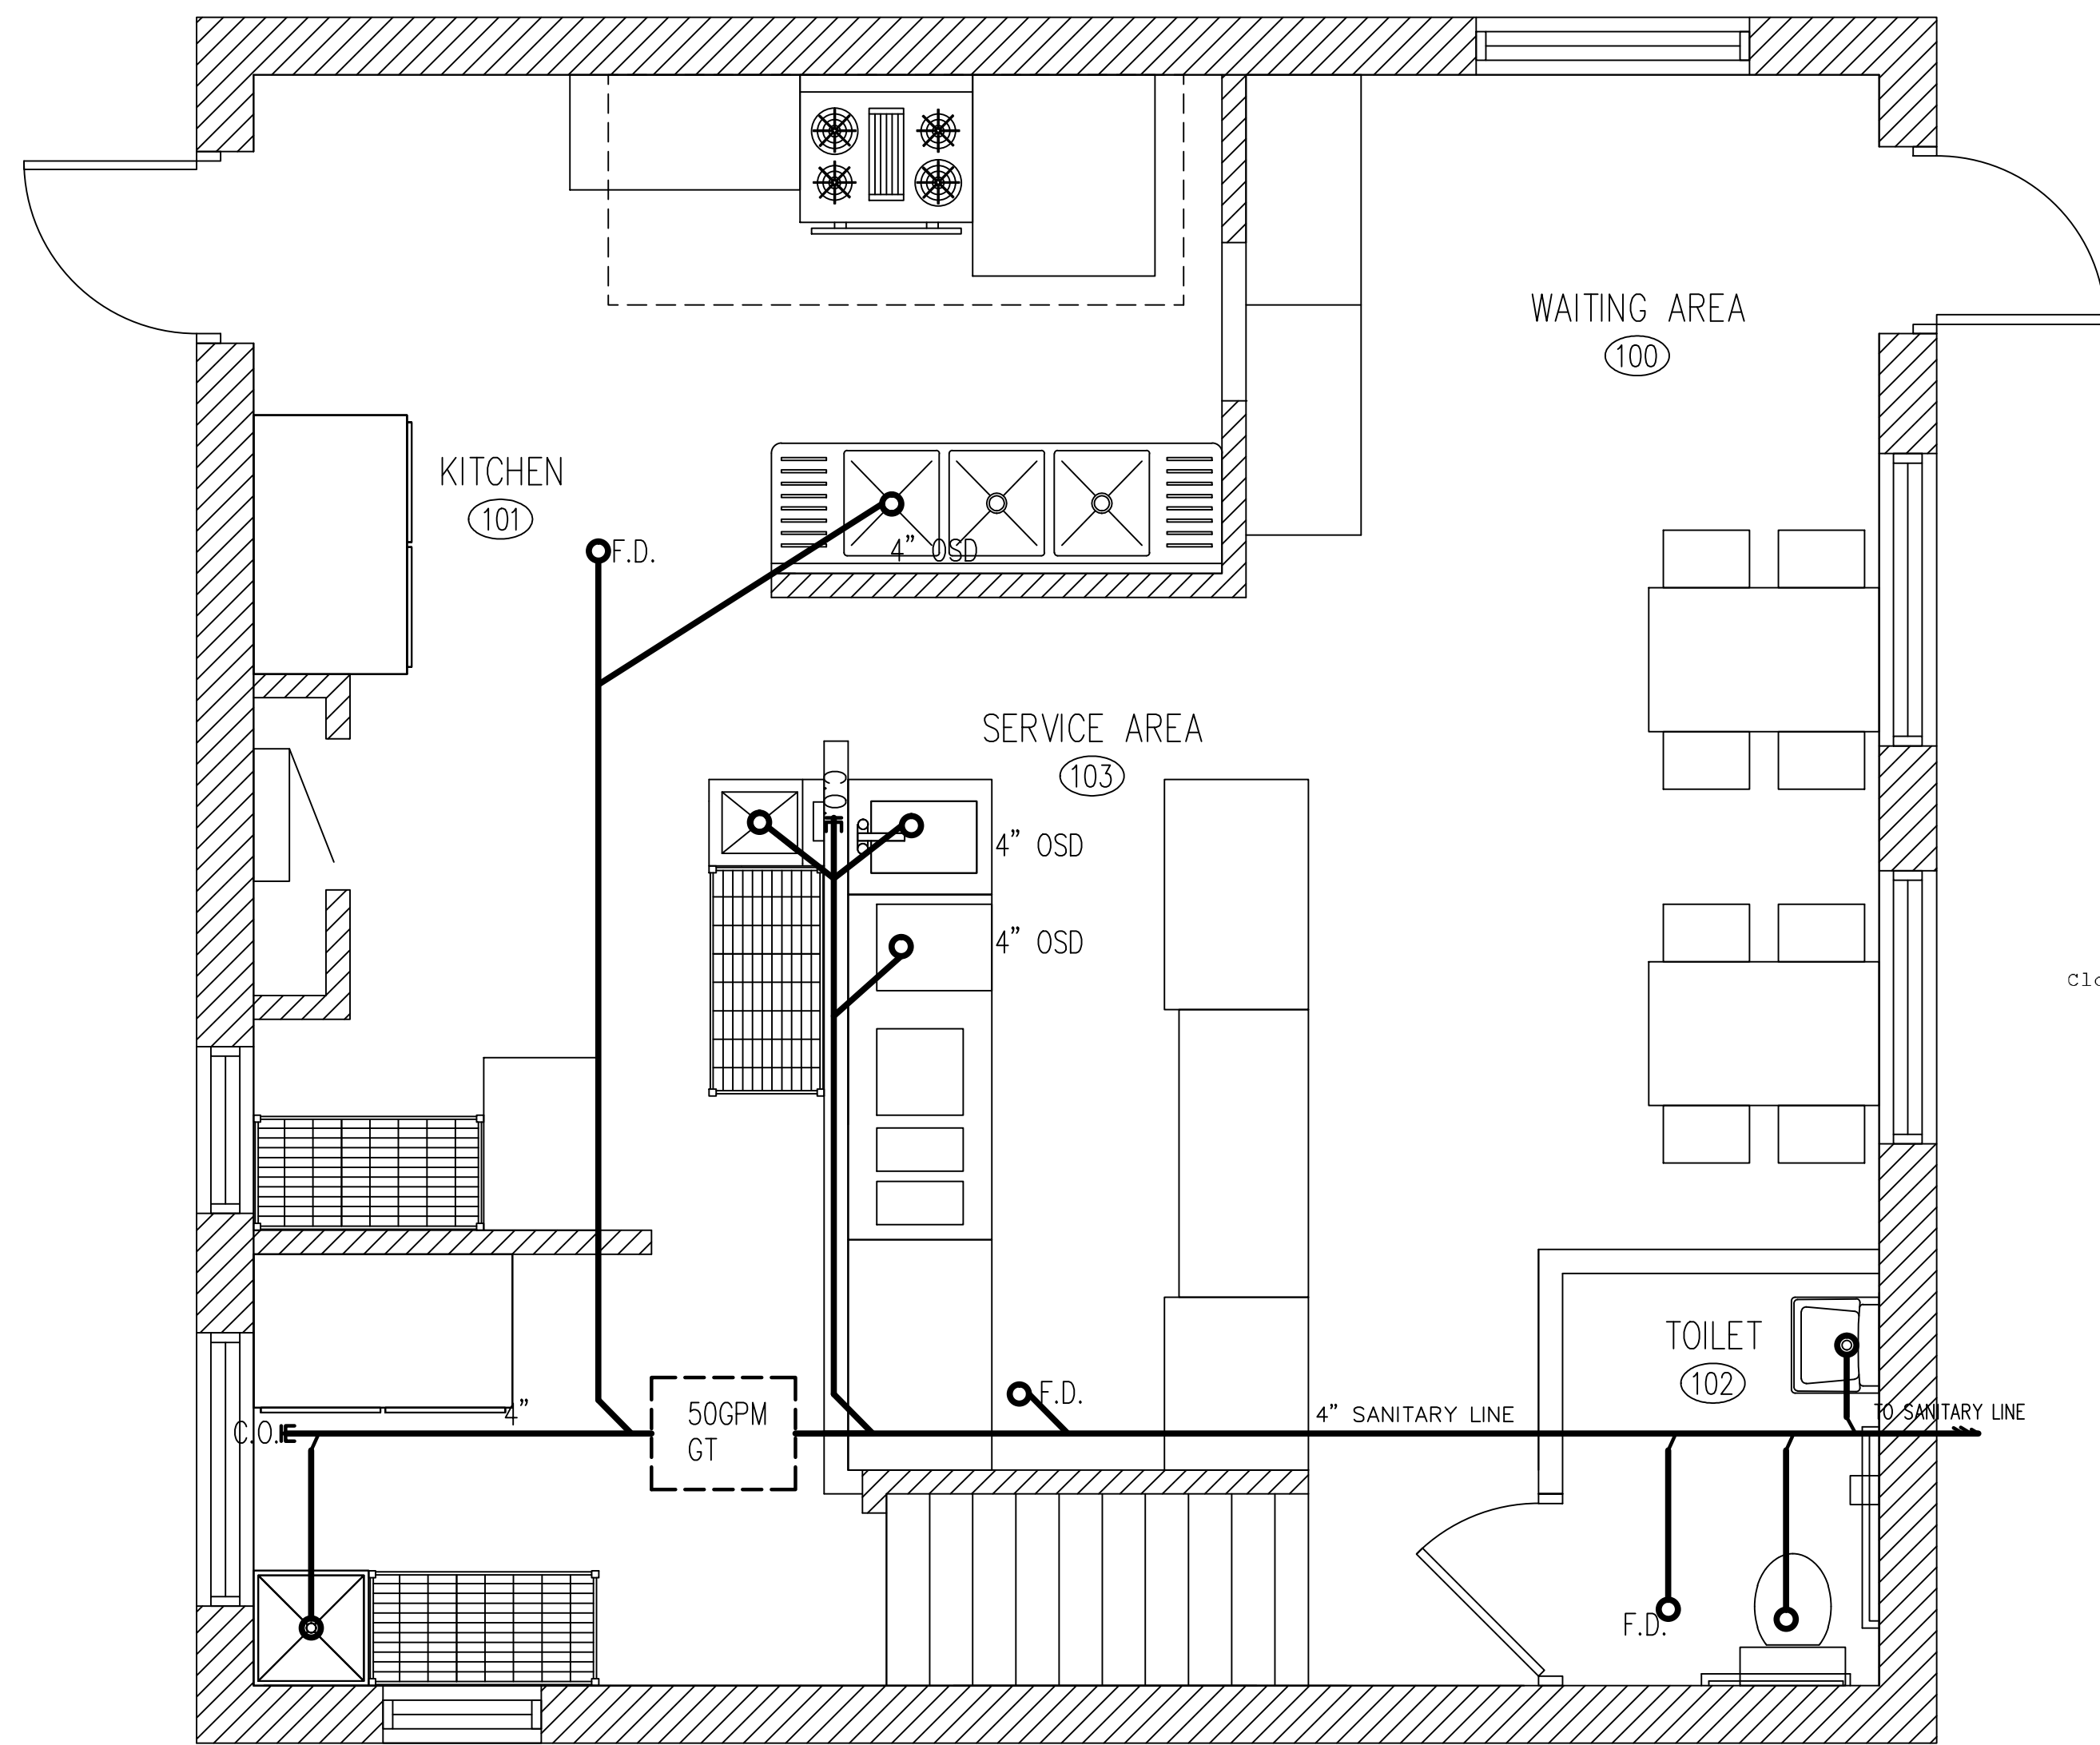 WAITING AREA
100
KITCHEN
101
F.D.
4” OSD
SERVICE AREA
103
C.O.
4” OSD
4” OSD
Clo
TOILET
102
4”
50GPM
GT
F.D.
C.O.
4” SANITARY LINE
TO SANITARY LINE
F.D.